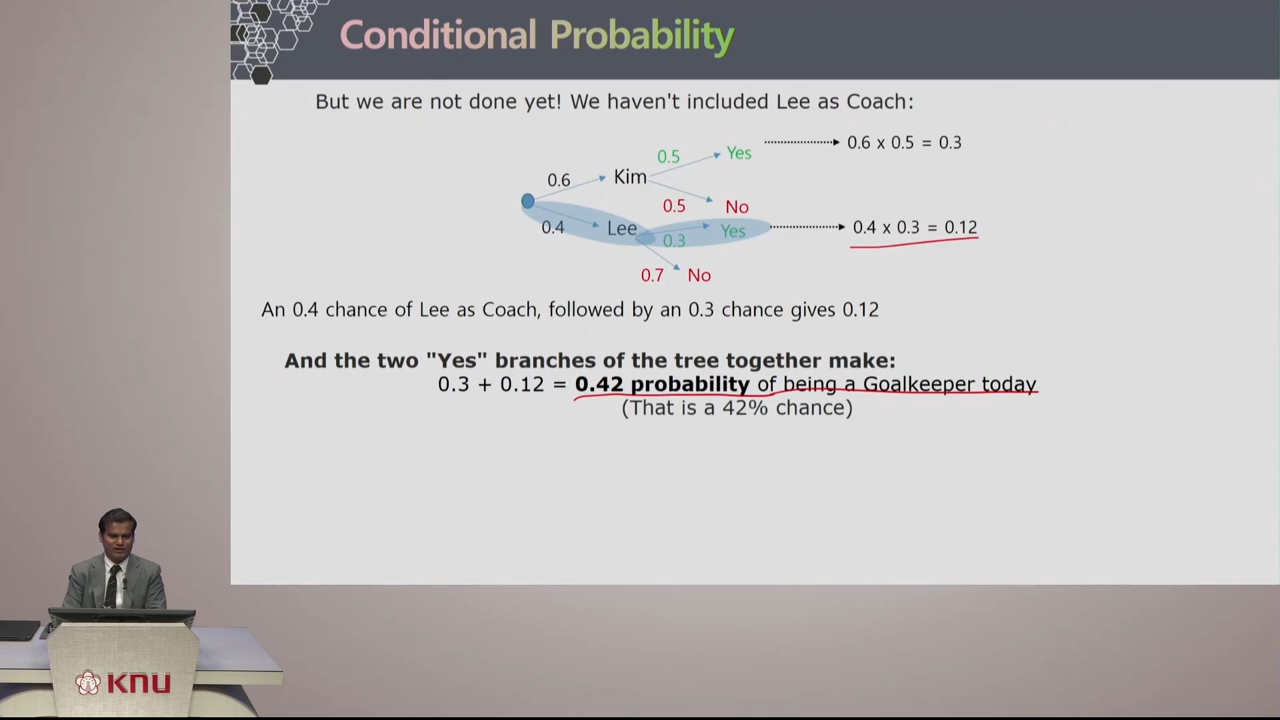 Conditional Probability
But we are not done yet! We haven't included Lee as Coach:
0.5 Yes 0.6 x 0.5 = 0.3
0.6 Kim
0.5 No
0.4 Lee 0.3 Yes 0.4 x 0.3 = 0.12
0.7 No
An 0.4 chance of Lee as Coach, followed by an 0.3 chance gives 0.12
And the two "Yes" branches of the tree together make:
0.3 + 0.12 = 0.42 probability of being a Goalkeeper today
(That is a 42% chance)
KNU